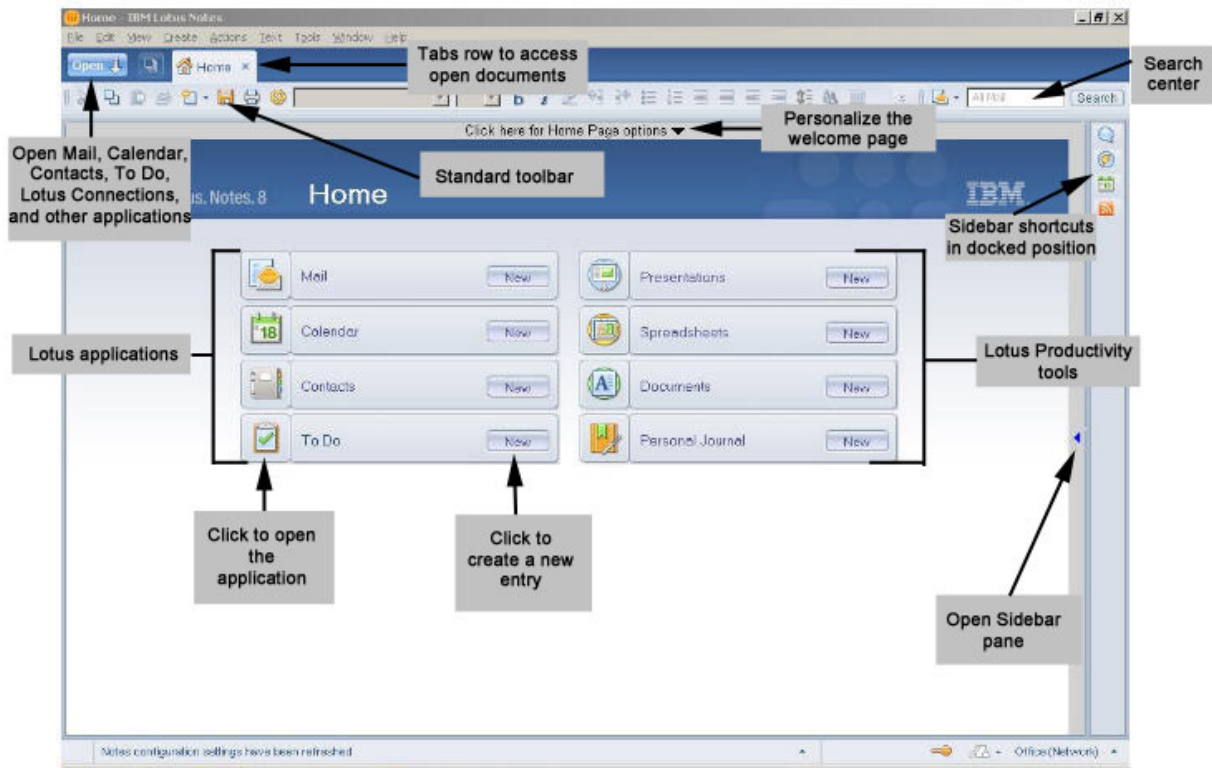 Home - IBM Lotus Notes
File Edit View Create Actions Text Tools Window Help
Open
Home
Tabs row to access
open documents
Search
center
All Mail
Search
Click here for Home Page options
Personalize the
welcome page
Open Mail, Calendar,
Contacts, To Do,
Lotus Connections,
and other applications
Standard toolbar
us. Notes. 8
Home
IBM
Sidebar shortcuts
in docked position
Mail
New
Presentations
New
18
Calendar
New
Spreadsheets
New
Lotus applications
Lotus Productivity
tools
Contacts
New
Documents
New
To Do
New
Personal Journal
New
Click to open
the
application
Click to
create a new
entry
Open Sidebar
pane
Notes configuration settings have been refreshed
Office (Network)